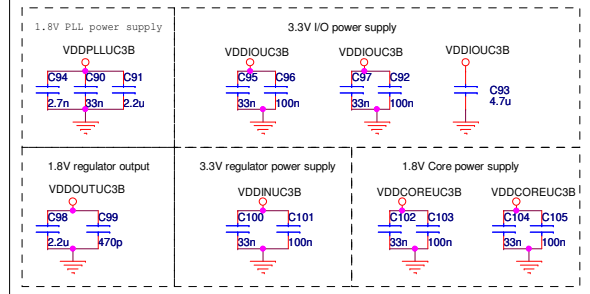 1.8V PLL power supply
3.3V I/O power supply
VDDPLLUC3B
VDDIOUC3B
VDDIOUC3B
VDDIOUC3B
C94 C90 C91
2.7n 33n 2.2u
C95 C96
33n 100n
C97 C92
33n 100n
C93
4.7u
1.8V regulator output
3.3V regulator power supply
1.8V Core power supply
VDDOUTUC3B
VDDINUC3B
VDDCOREUC3B
VDDCOREUC3B
C98 C99
2.2u 470p
C100 C101
33n 100n
C102 C103
33n 100n
C104 C105
33n 100n